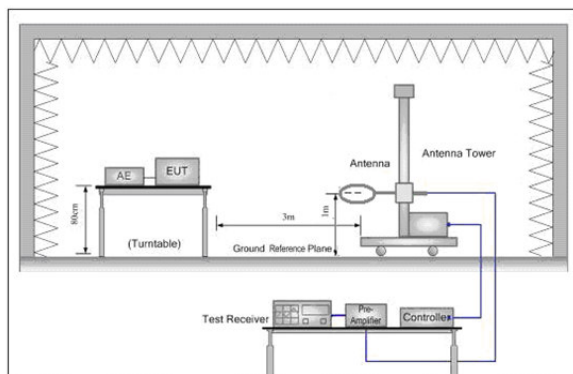 Antenna
Antenna Tower
AE
EUT
80cm
(Turntable)
3m
1m
Ground Reference Plane
Test Receiver
Pre-
Amplifier
Controller